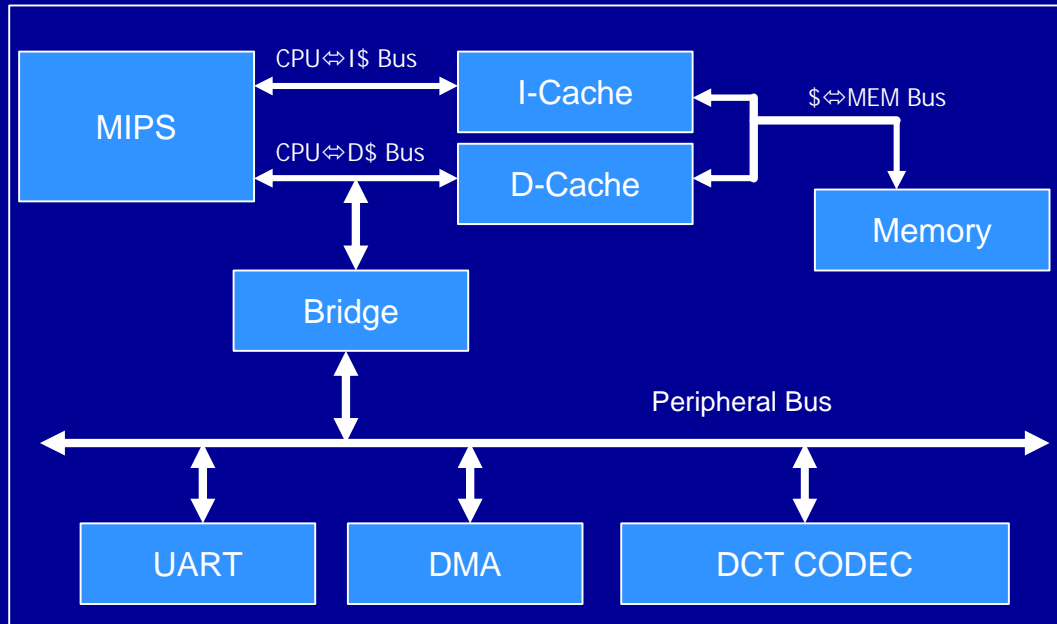 CPU⇔I$ Bus
MIPS
I-Cache
$⇔MEM Bus
CPU⇔D$ Bus
D-Cache
Memory
Bridge
Peripheral Bus
UART
DMA
DCT CODEC